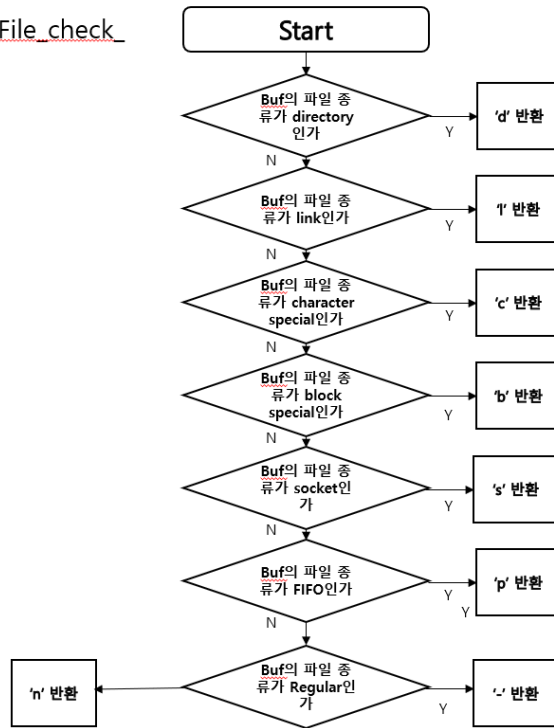 File_check_
Start
Buf의 파일 종
류가 directory
인가
Y
'd' 반환
N
Buf의 파일 종
류가 link인가
Y
'l' 반환
N
Buf의 파일 종
류가 character
special인가
Y
'c' 반환
N
Buf의 파일 종
류가 block
special인가
Y
'b' 반환
N
Buf의 파일 종
류가 socket인
가
Y
's' 반환
N
Buf의 파일 종
류가 FIFO인가
Y
'p' 반환
Y
N
Buf의 파일 종
류가 Regular인
가
'n' 반환
Y
'-' 반환